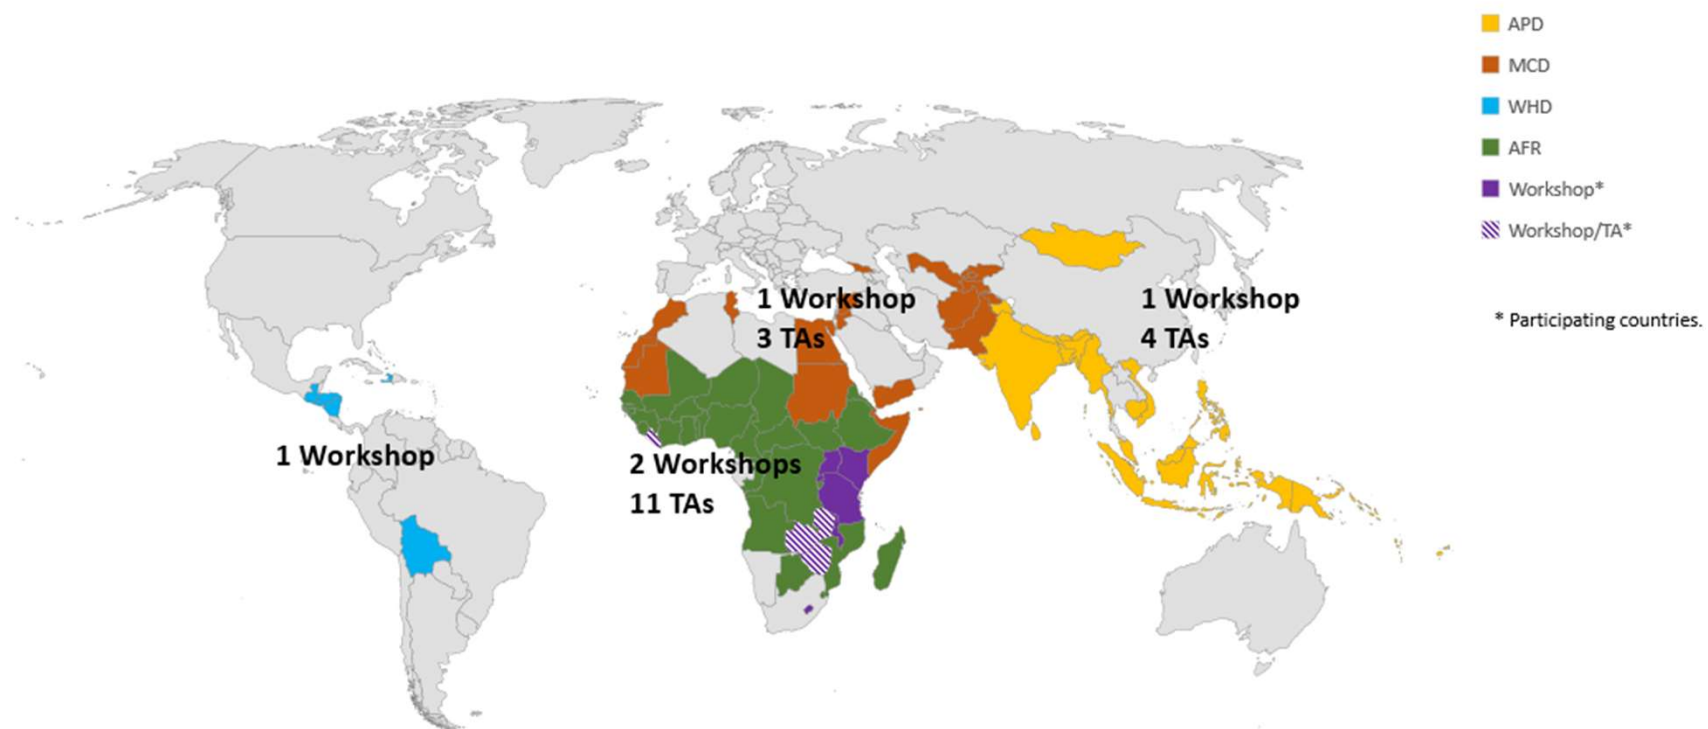 APD
MCD
WHD
AFR
Workshop*
Workshop/TA*
* Participating countries.
1 Workshop
3 TAs
1 Workshop
4 TAs
1 Workshop
2 Workshops
11 TAs